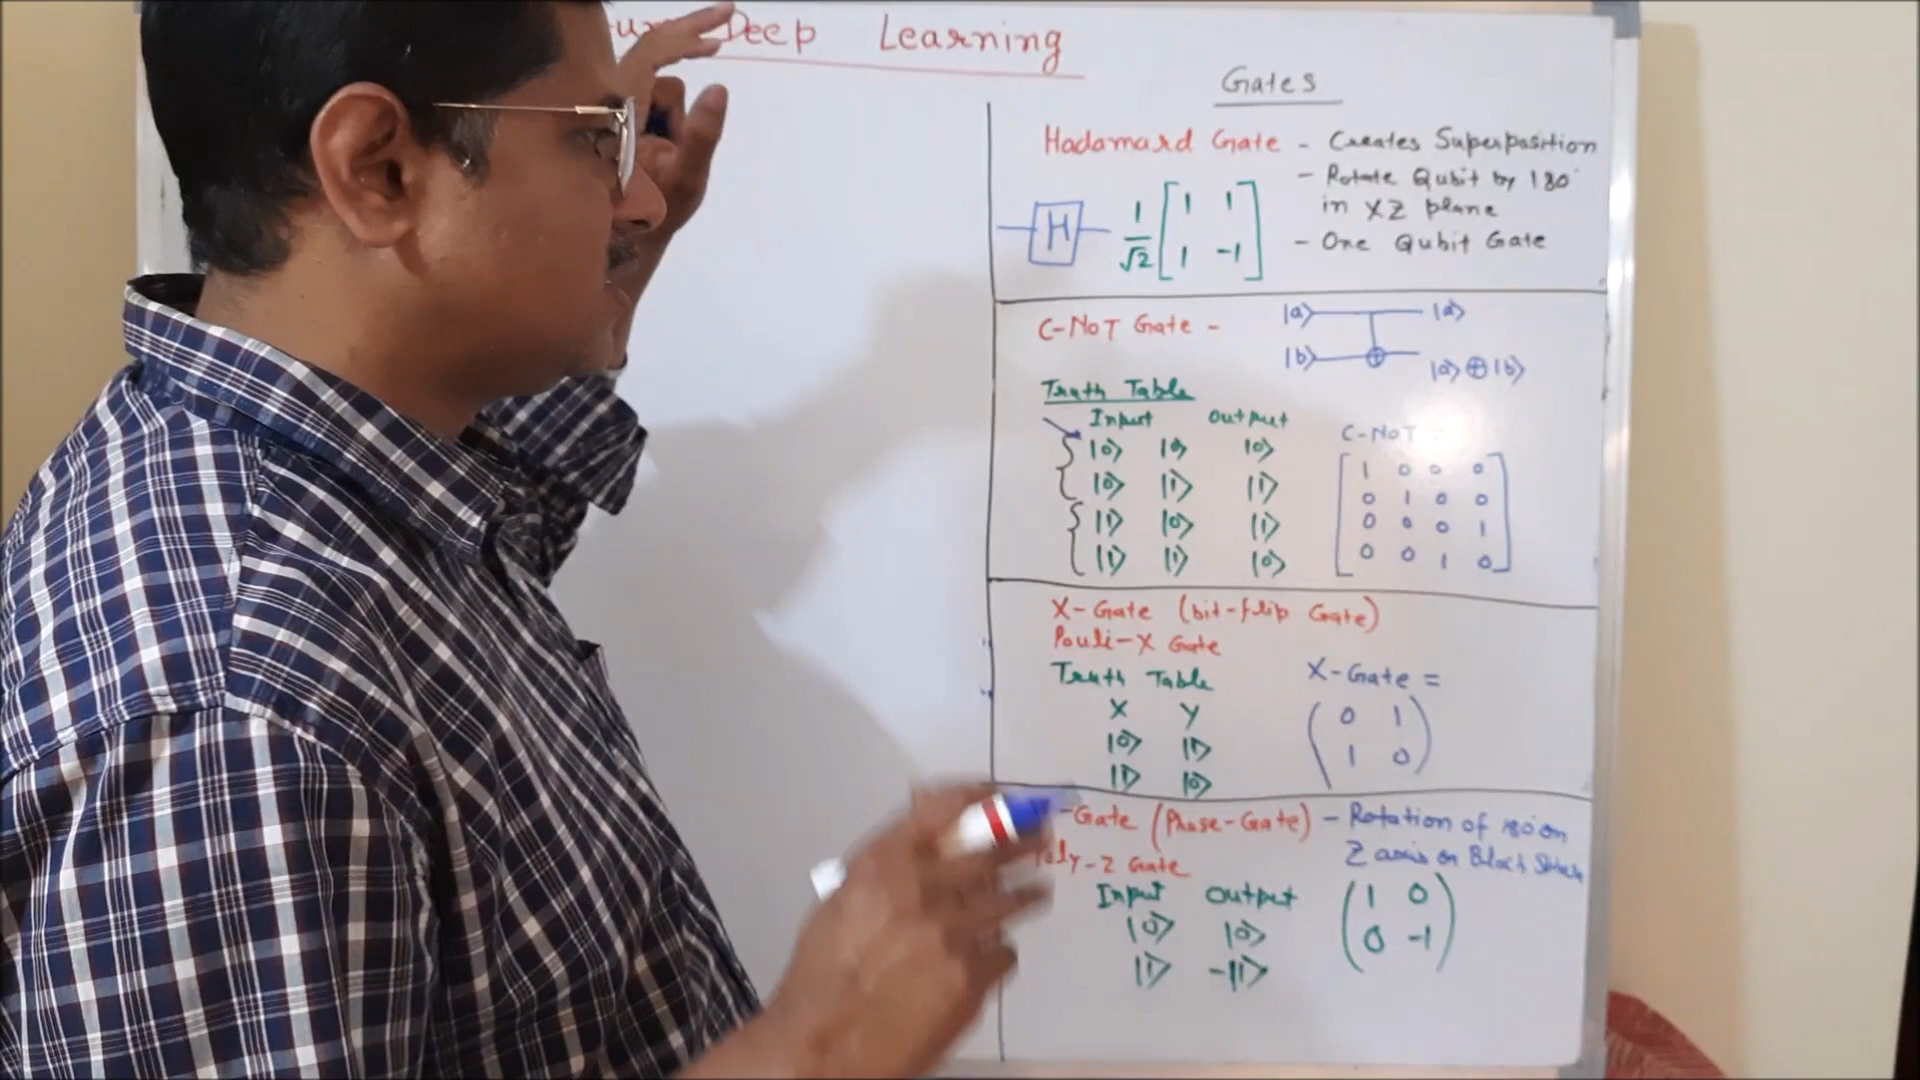 Deep Learning
Gates
Hadamard Gate - Creates Superposition
- Rotate Qubit by 180°
in XZ plane
- One Qubit Gate
H
1/√2 [ 1 1
1 -1 ]
C-NOT Gate -
|a> |a>
|b> |a> ⊕ |b>
Truth Table
Input Output
|0> |0> |0>
|0> |1> |1>
|1> |0> |1>
|1> |1> |0>
C-NOT =
1 0 0 0
0 1 0 0
0 0 0 1
0 0 1 0
X-Gate (bit-flip Gate)
Pauli-X Gate
Truth Table
X Y
|0> |1>
|1> |0>
X-Gate =
0 1
1 0
-Gate (Phase-Gate) - Rotation of 180° on
Z axis on Bloch
-Z Gate
Input Output
|0> |0>
|1> -|1>
1 0
0 -1